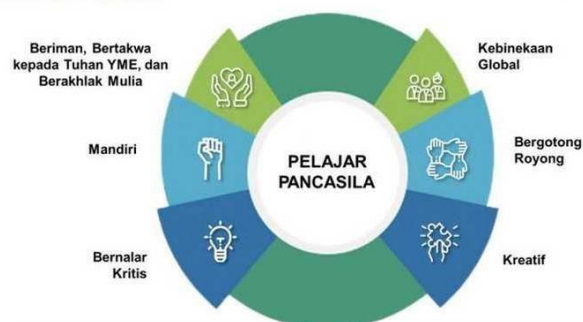 Beriman, Bertakwa
kepada Tuhan YME, dan
Berakhlak Mulia
Mandiri
Bernalar
Kritis
PELAJAR
PANCASILA
Kebinekaan
Global
Bergotong
Royong
Kreatif